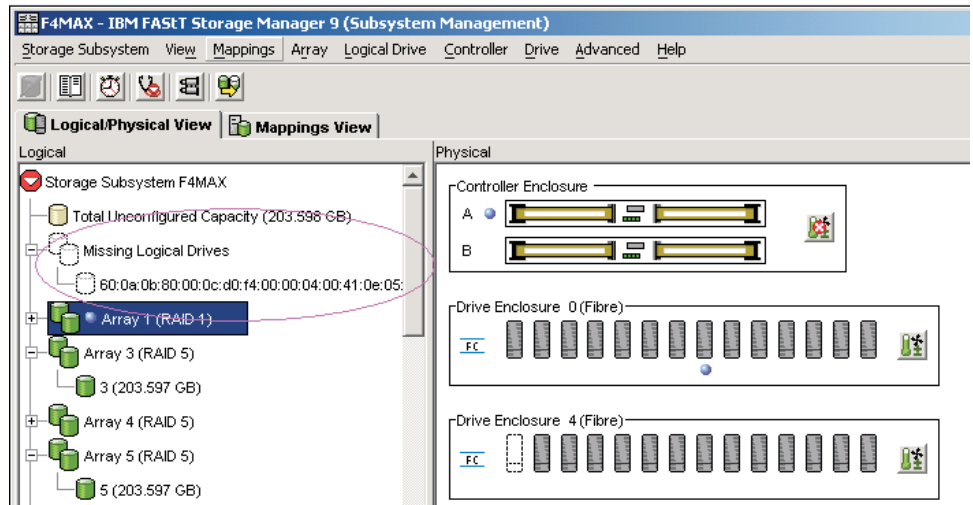 F4MAX - IBM FAStT Storage Manager 9 (Subsystem Management)
Storage Subsystem View Mappings Array Logical Drive Controller Drive Advanced Help
Logical/Physical View Mappings View
Logical
Storage Subsystem F4MAX
Total Unconfigured Capacity (203.598 GB)
Missing Logical Drives
60:0a:0b:80:00:0c:d0:f4:00:00:04:00:41:0e:05:
Array 1 (RAID 1)
Array 3 (RAID 5)
3 (203.597 GB)
Array 4 (RAID 5)
Array 5 (RAID 5)
5 (203.597 GB)
Physical
Controller Enclosure
A
B
Drive Enclosure 0 (Fibre)
FC
Drive Enclosure 4 (Fibre)
FC